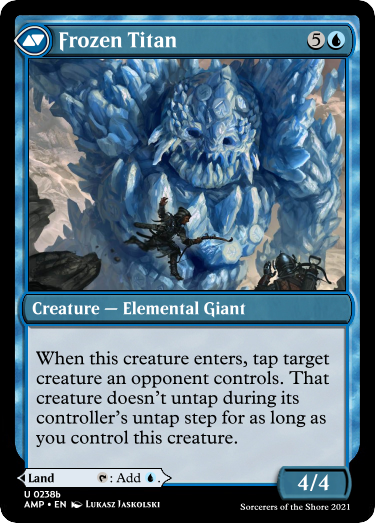 Frozen Titan 5
Creature — Elemental Giant
When this creature enters, tap target
creature an opponent controls. That
creature doesn't untap during its
controller's untap step for as long as
you control this creature.
Land : Add .
4/4
U 0238b
AMP • EN Lukasz Jaskolski
Sorcerers of the Shore 2021